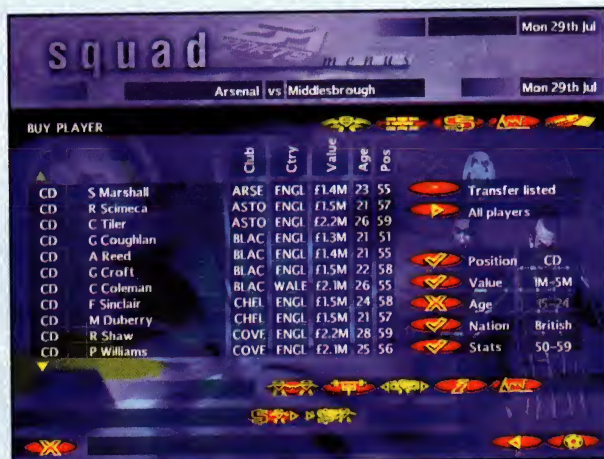 Mon 29th Jul
squad
menus
Arsenal vs Middlesbrough Mon 29th Jul
BUY PLAYER
Club Ctry Value Age Pos
CD S Marshall ARSE ENGL £1.4M 23 55
CD R Scimeca ASTO ENGL £1.5M 21 57
CD C Tiler ASTO ENGL £2.2M 26 59
CD G Coughlan BLAC ENGL £1.3M 21 51
CD A Reed BLAC ENGL £1.4M 21 55
CD G Croft BLAC ENGL £1.5M 22 58
CD C Coleman BLAC WALE £2.1M 26 55
CD F Sinclair CHEL ENGL £1.5M 24 58
CD M Duberry CHEL ENGL £1.5M 21 57
CD R Shaw COVE ENGL £2.2M 28 59
CD P Williams COVE ENGL £2.1M 25 56
Transfer listed
All players
Position CD
Value 1M-5M
Age 15-24
Nation British
Stats 50-59